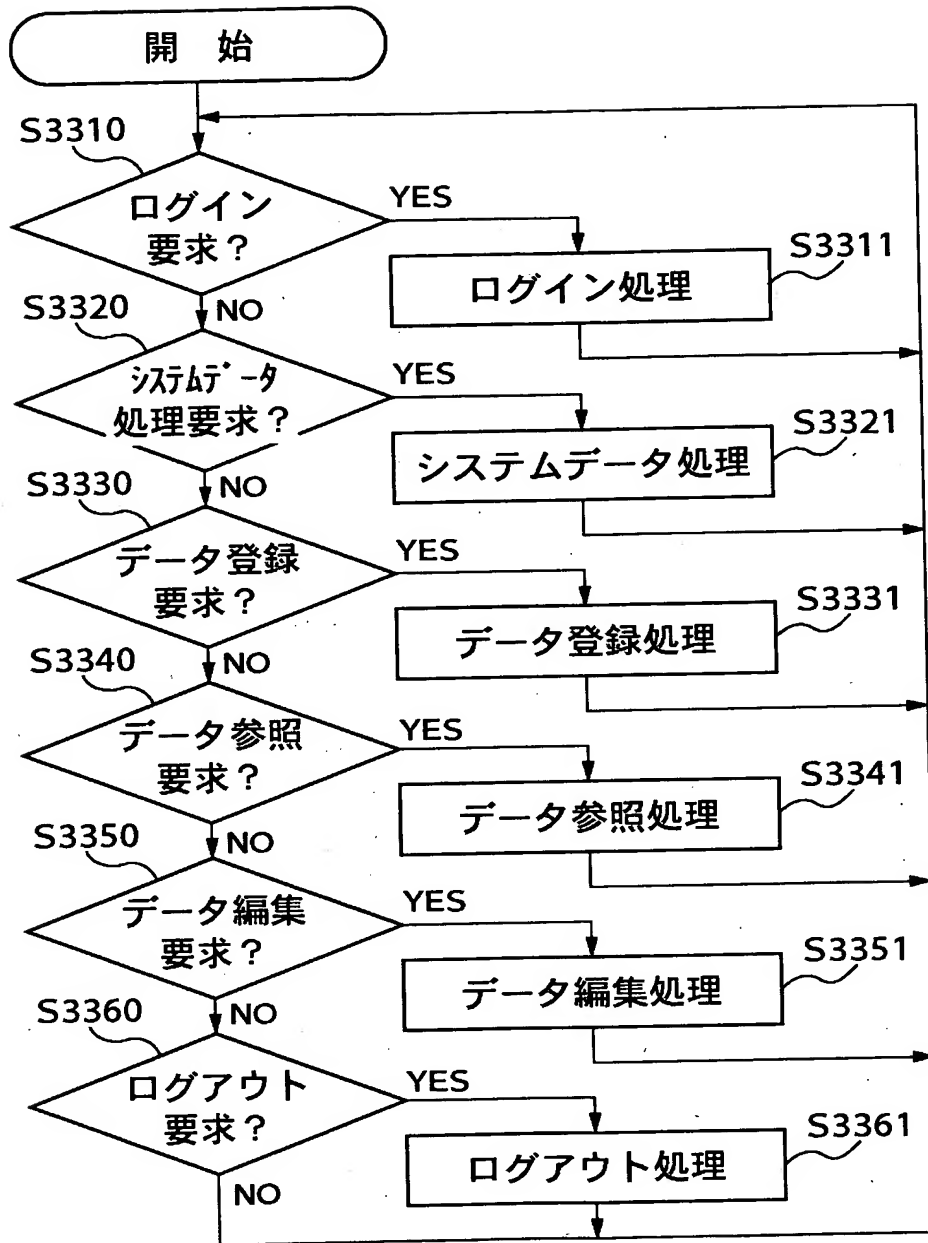 開 始
S3310
ログイン
要求？
YES
NO
S3311
ログイン処理
S3320
ｼｽﾃﾑﾃﾞｰﾀ
処理要求？
YES
NO
S3321
システムデータ処理
S3330
データ登録
要求？
YES
NO
S3331
データ登録処理
S3340
データ参照
要求？
YES
NO
S3341
データ参照処理
S3350
データ編集
要求？
YES
NO
S3351
データ編集処理
S3360
ログアウト
要求？
YES
NO
S3361
ログアウト処理